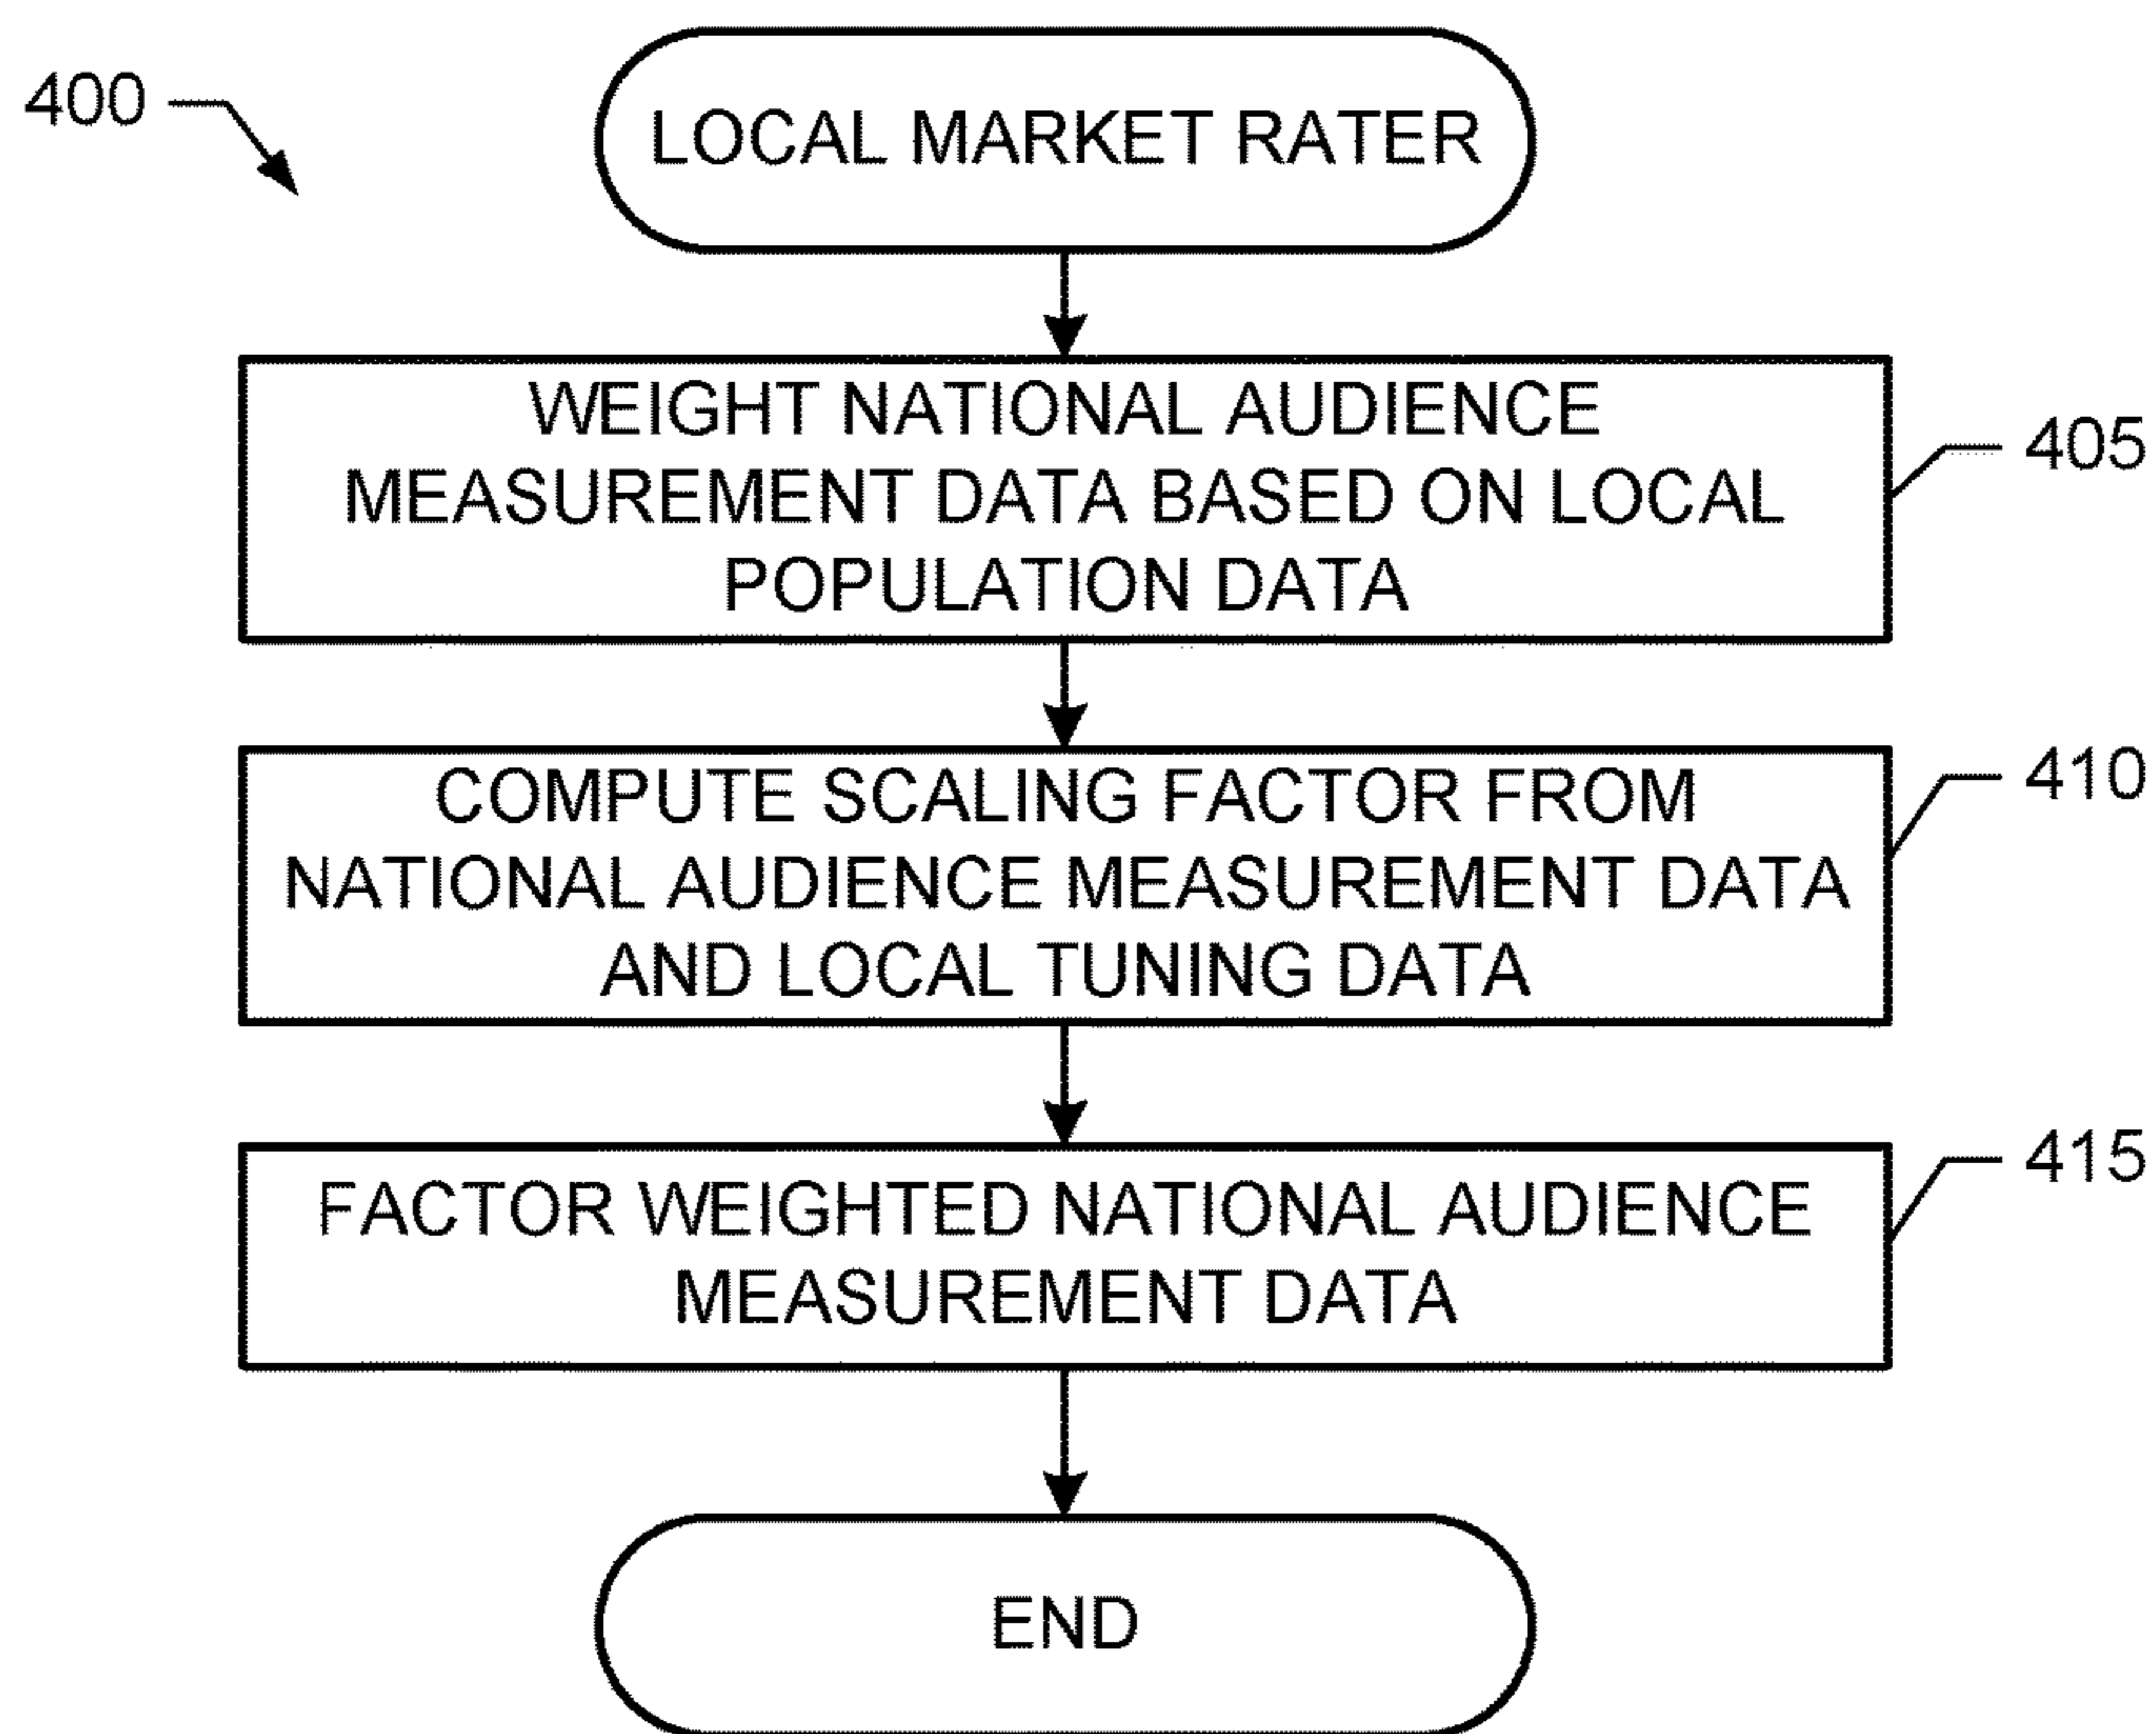 400
LOCAL MARKET RATER
WEIGHT NATIONAL AUDIENCE
MEASUREMENT DATA BASED ON LOCAL
POPULATION DATA
405
COMPUTE SCALING FACTOR FROM
NATIONAL AUDIENCE MEASUREMENT DATA
AND LOCAL TUNING DATA
410
FACTOR WEIGHTED NATIONAL AUDIENCE
MEASUREMENT DATA
415
END